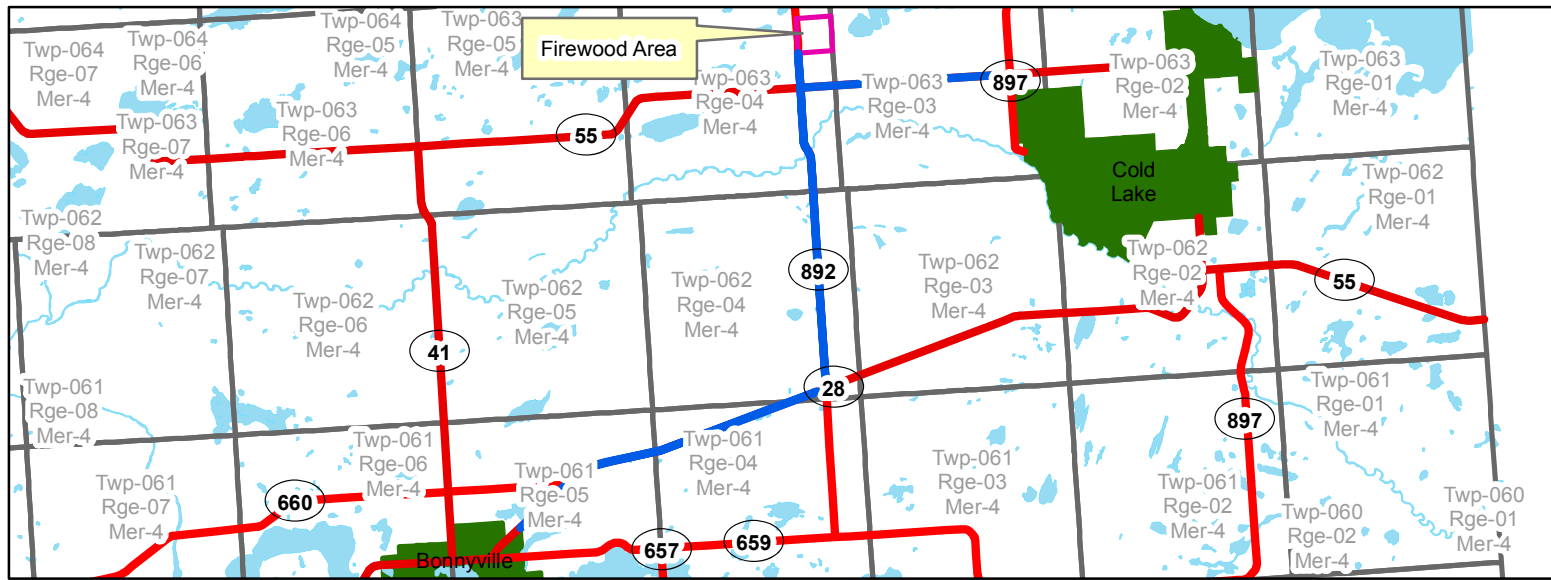 Twp-064
Rge-07
Mer-4
Twp-064
Rge-06
Mer-4
Twp-064
Rge-05
Mer-4
Twp-063
Rge-05
Mer-4
Firewood Area
Twp-063
Rge-04
Mer-4
Twp-063
Rge-03
Mer-4
897
Twp-063
Rge-02
Mer-4
Twp-063
Rge-01
Mer-4
Twp-063
Rge-07
Mer-4
Twp-063
Rge-06
Mer-4
55
Cold
Lake
Twp-062
Rge-01
Mer-4
Twp-062
Rge-08
Mer-4
Twp-062
Rge-07
Mer-4
Twp-062
Rge-06
Mer-4
Twp-062
Rge-05
Mer-4
Twp-062
Rge-04
Mer-4
892
Twp-062
Rge-03
Mer-4
Twp-062
Rge-02
Mer-4
55
41
28
Twp-061
Rge-08
Mer-4
Twp-061
Rge-01
Mer-4
897
Twp-061
Rge-07
Mer-4
660
Twp-061
Rge-06
Mer-4
Twp-061
Rge-05
Mer-4
Twp-061
Rge-04
Mer-4
Twp-061
Rge-03
Mer-4
Twp-061
Rge-02
Mer-4
Twp-060
Rge-02
Mer-4
Twp-060
Rge-01
Mer-4
Bonnyville
657
659